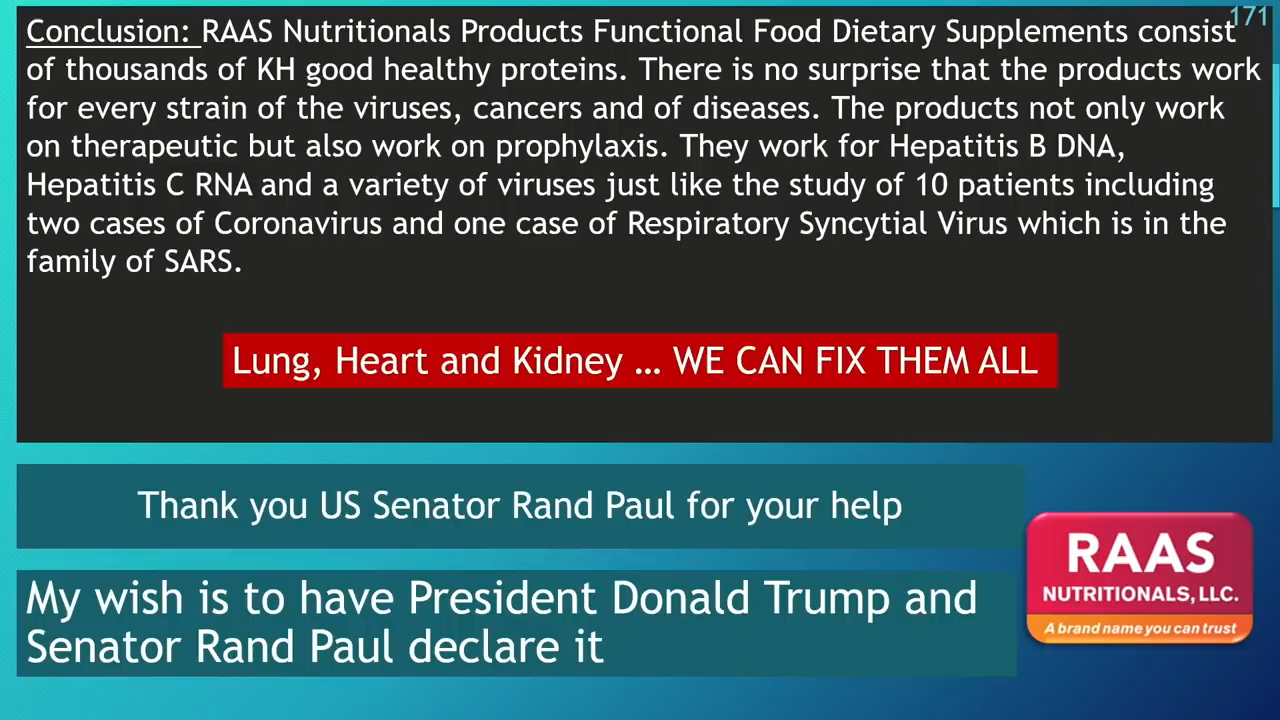 171
Conclusion: RAAS Nutritionals Products Functional Food Dietary Supplements consist
of thousands of KH good healthy proteins. There is no surprise that the products work
for every strain of the viruses, cancers and of diseases. The products not only work
on therapeutic but also work on prophylaxis. They work for Hepatitis B DNA,
Hepatitis C RNA and a variety of viruses just like the study of 10 patients including
two cases of Coronavirus and one case of Respiratory Syncytial Virus which is in the
family of SARS.
Lung, Heart and Kidney … WE CAN FIX THEM ALL
Thank you US Senator Rand Paul for your help
My wish is to have President Donald Trump and
Senator Rand Paul declare it
RAAS
NUTRITIONALS, LLC.
A brand name you can trust